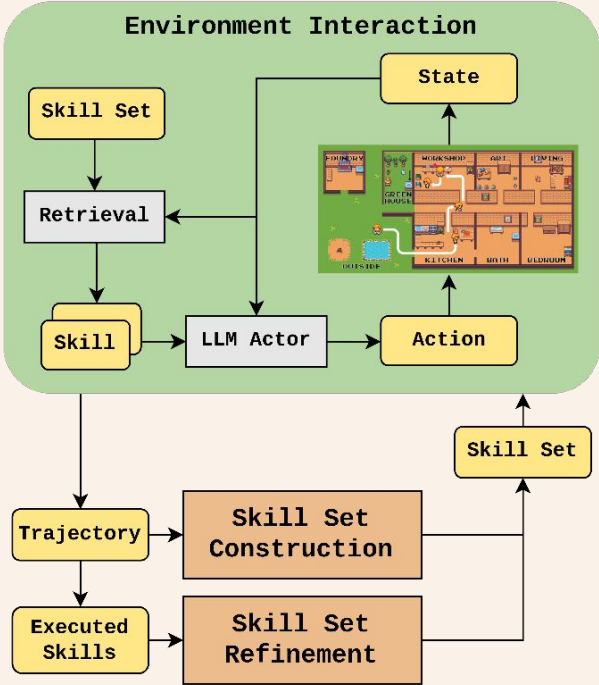 Environment Interaction
State
Skill Set
FOUNDRY
WORKSHOP
ART
LIVING
GREEN
HOUSE
Retrieval
OUTSIDE
KITCHEN
BATH
BEDROOM
Skill
LLM Actor
Action
Skill Set
Trajectory
Skill Set
Construction
Executed
Skills
Skill Set
Refinement